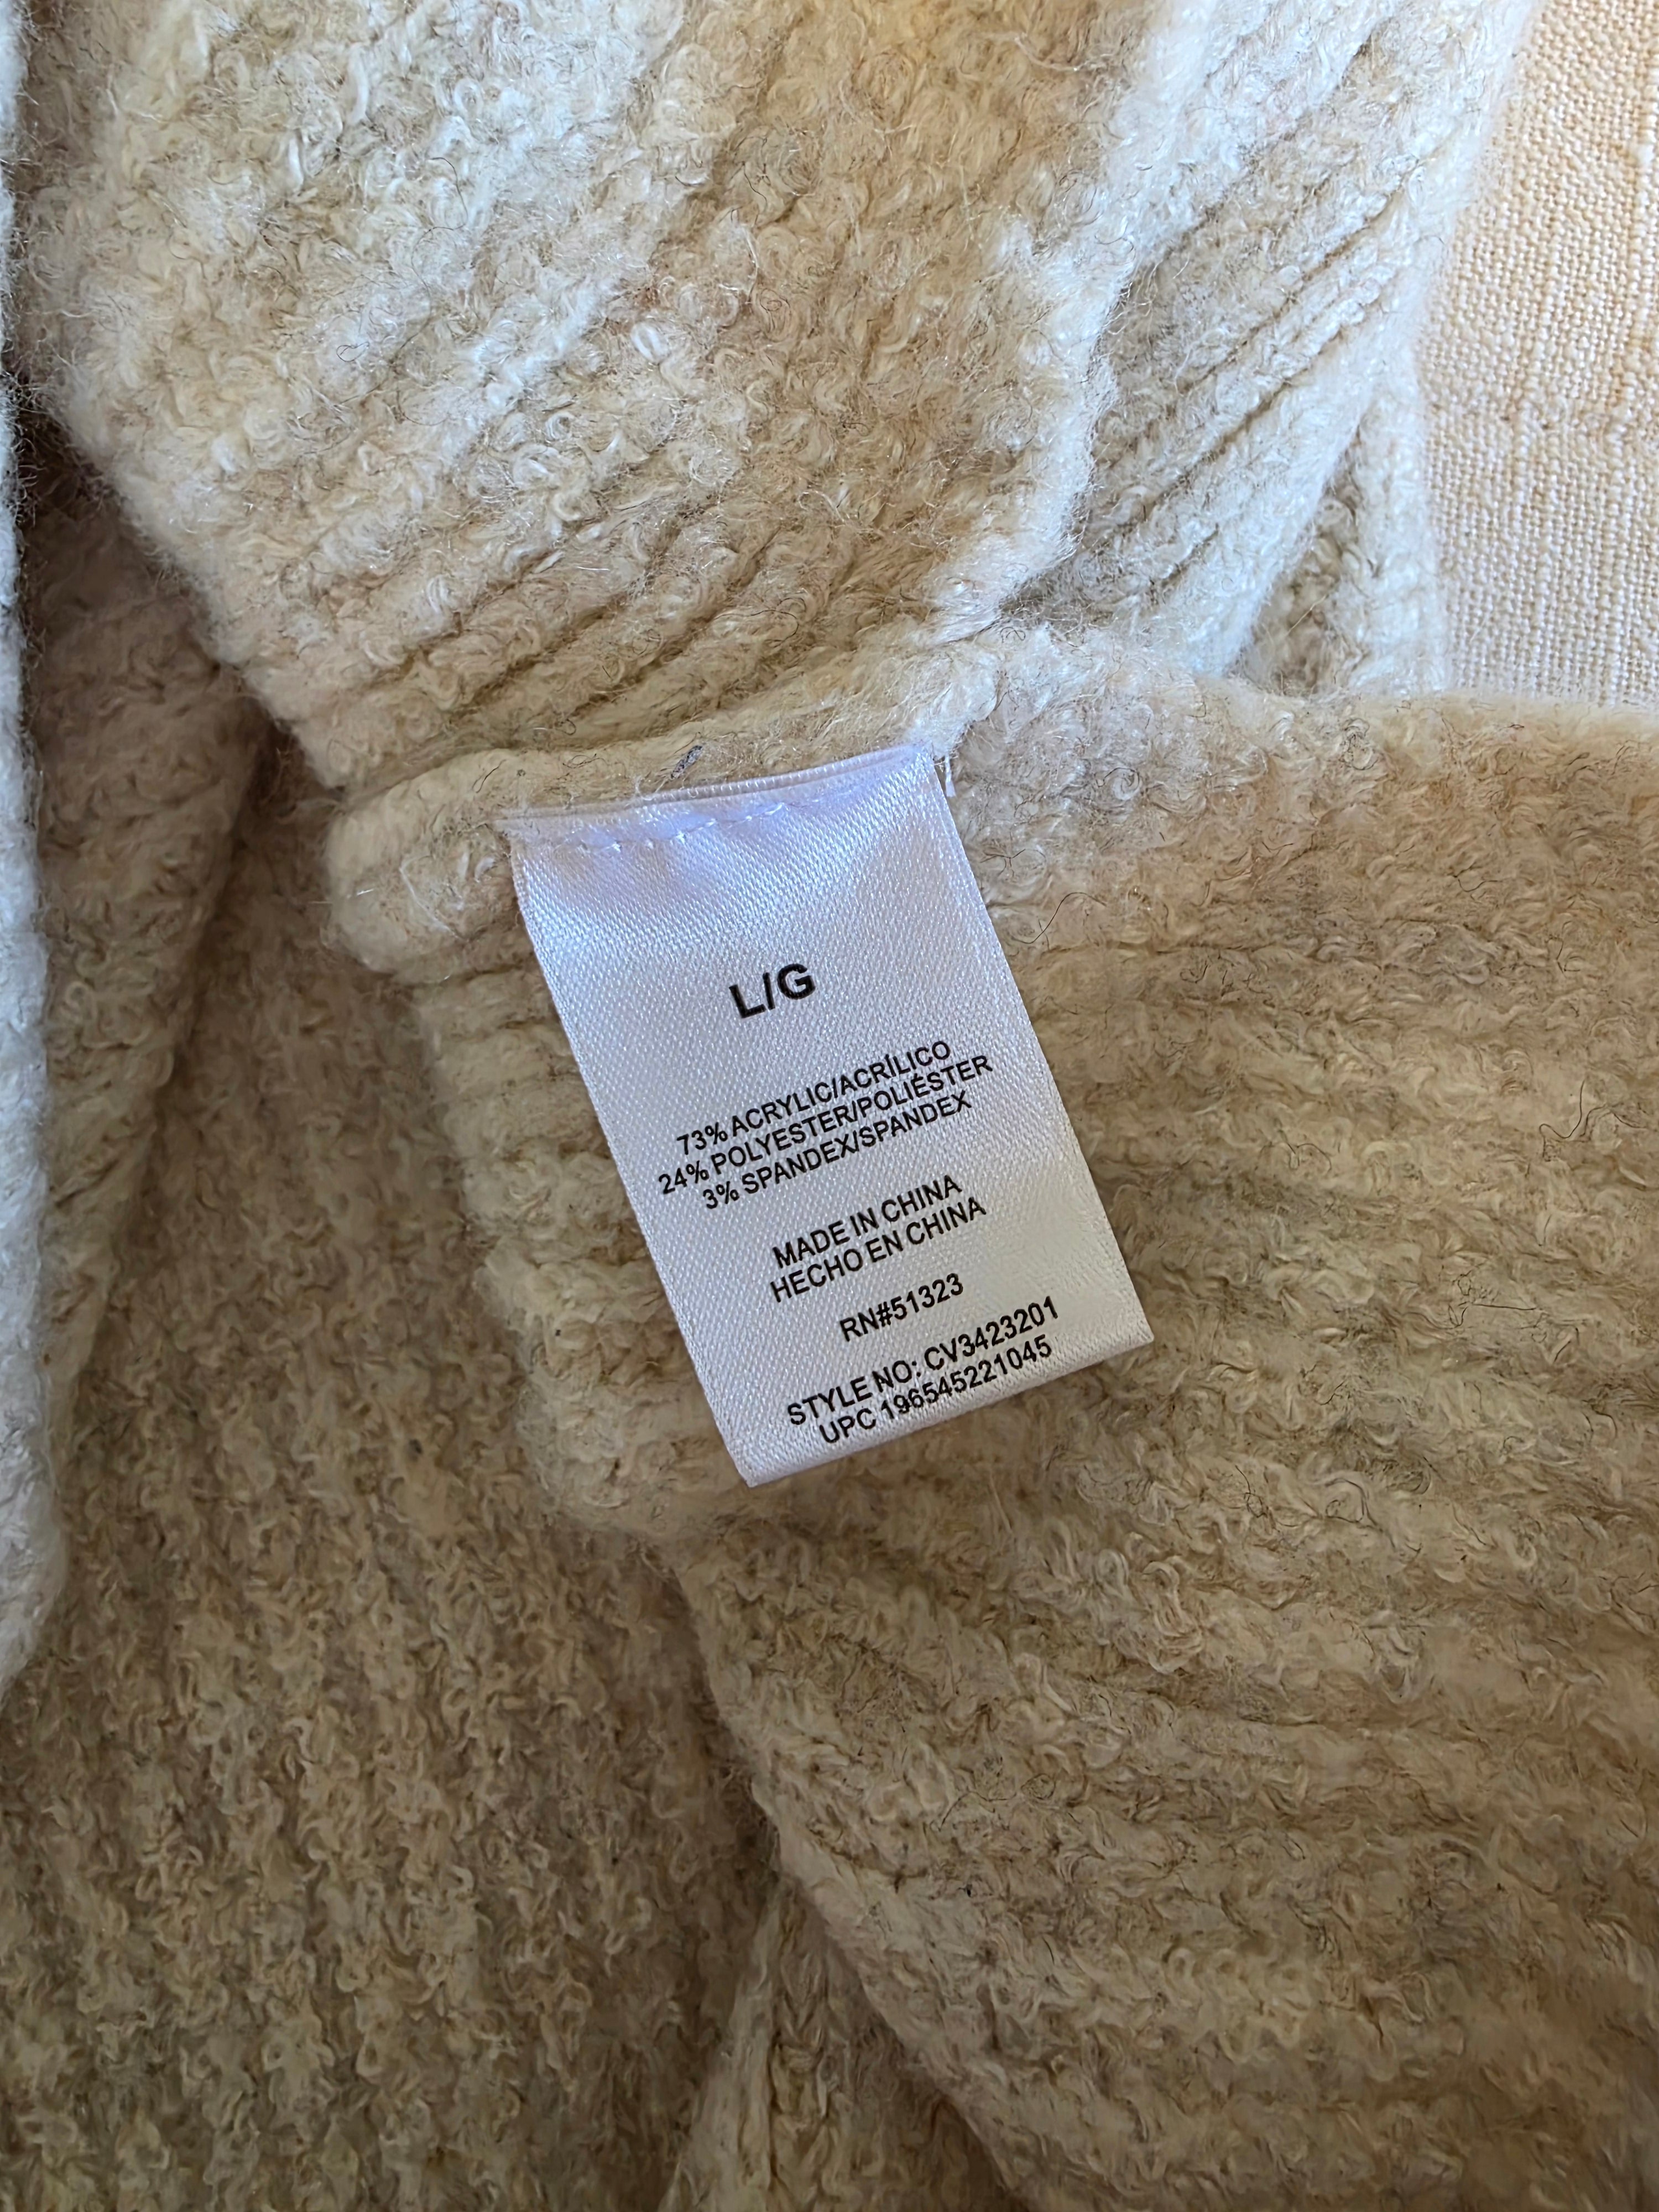 L/G
73% ACRYLIC/ACRÍLICO
24% POLYESTER/POLIÉSTER
3% SPANDEX/SPANDEX
MADE IN CHINA
HECHO EN CHINA
RN#51323
STYLE NO: CV3423201
UPC 196545221045